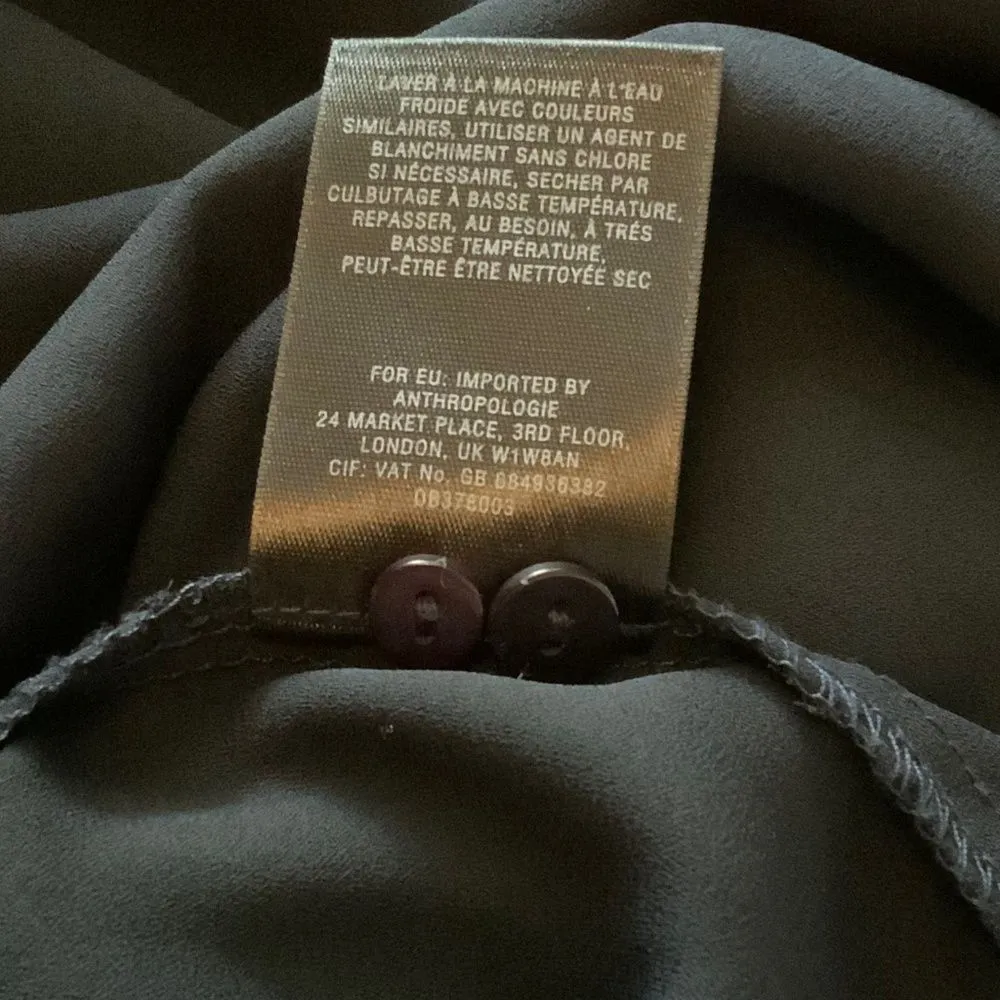 LAVER À LA MACHINE À L'EAU
FROIDE AVEC COULEURS
SIMILAIRES, UTILISER UN AGENT DE
BLANCHIMENT SANS CHLORE
SI NÉCESSAIRE, SECHER PAR
CULBUTAGE À BASSE TEMPÉRATURE,
REPASSER, AU BESOIN, À TRÉS
BASSE TEMPÉRATURE,
PEUT-ÊTRE ÊTRE NETTOYÉE SEC
FOR EU: IMPORTED BY
ANTHROPOLOGIE
24 MARKET PLACE, 3RD FLOOR,
LONDON, UK W1W8AN
CIF: VAT No. GB 684936382